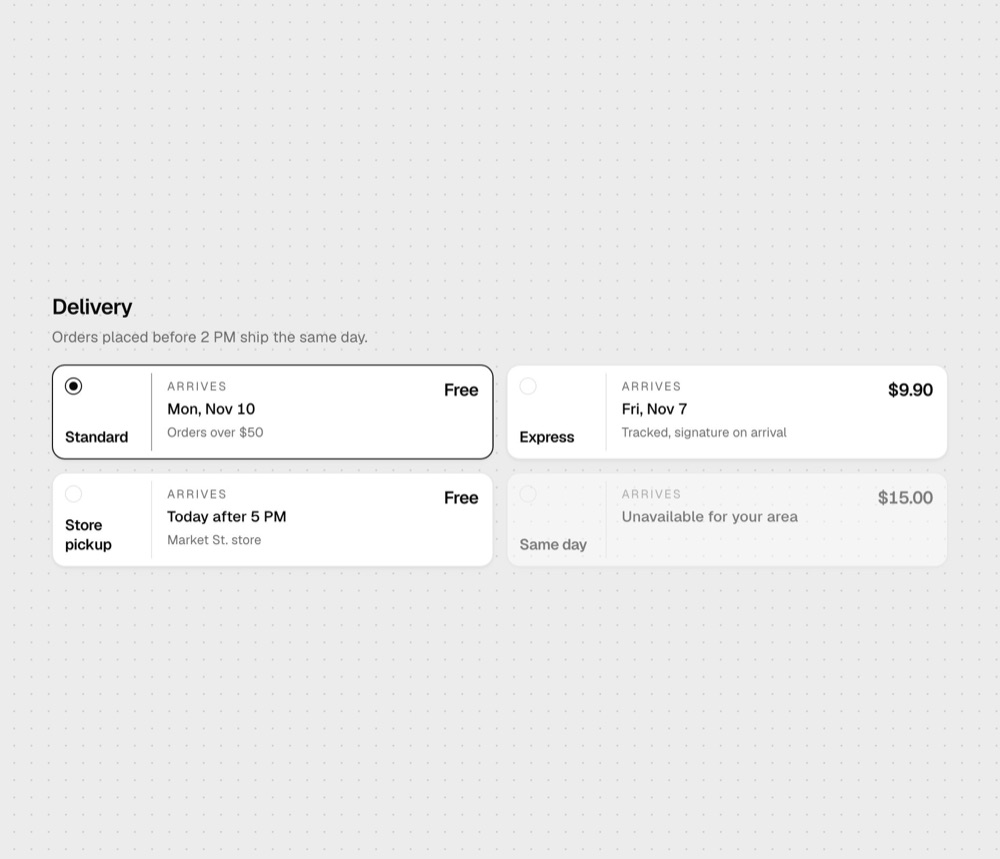 Delivery
Orders placed before 2 PM ship the same day.
Standard
ARRIVES
Mon, Nov 10
Orders over $50
Free
Express
ARRIVES
Fri, Nov 7
Tracked, signature on arrival
$9.90
Store
pickup
ARRIVES
Today after 5 PM
Market St. store
Free
Same day
ARRIVES
Unavailable for your area
$15.00